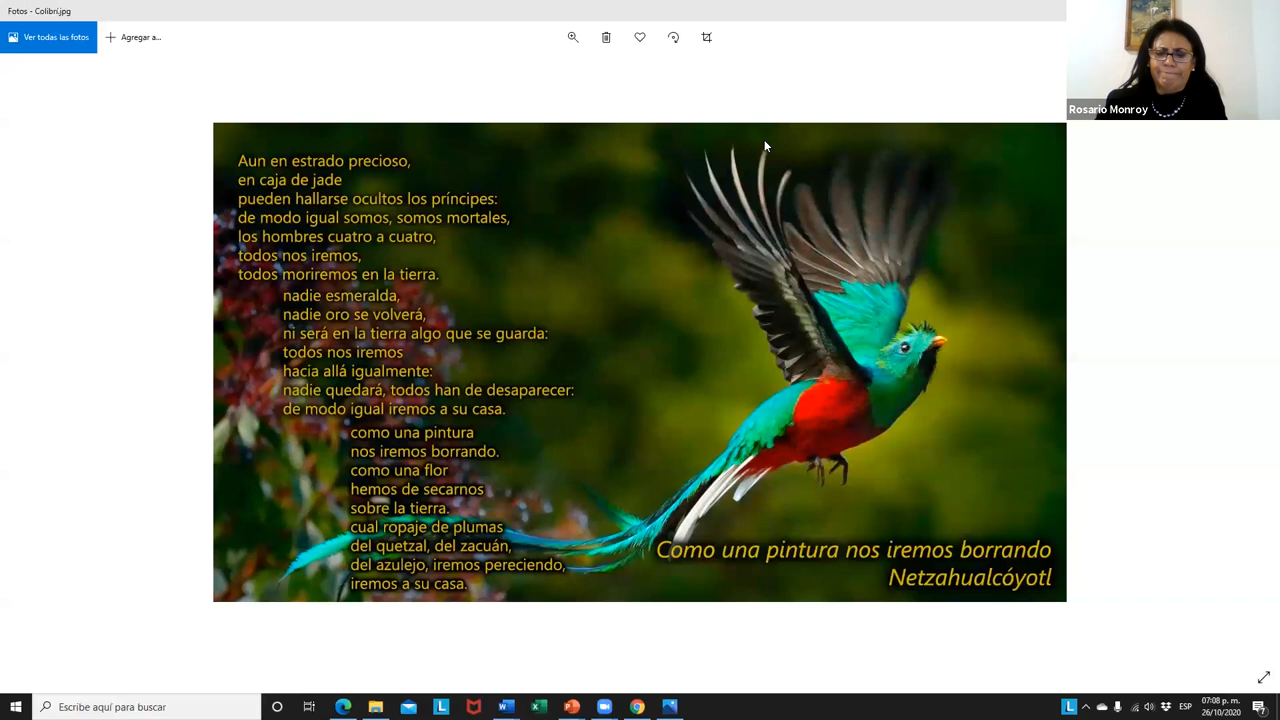 Fotos - Colibrí.jpg
Ver todas las fotos
Agregar a...
Rosario Monroy
Aun en estrado precioso,
en caja de jade
pueden hallarse ocultos los príncipes:
de modo igual somos, somos mortales,
los hombres cuatro a cuatro,
todos nos iremos,
todos moriremos en la tierra.
nadie esmeralda,
nadie oro se volverá,
ni será en la tierra algo que se guarda:
todos nos iremos
hacia allá igualmente:
nadie quedará, todos han de desaparecer:
de modo igual iremos a su casa.
como una pintura
nos iremos borrando.
como una flor
hemos de secarnos
sobre la tierra.
cual ropaje de plumas
del quetzal, del zacuán,
del azulejo, iremos pereciendo,
iremos a su casa.
Como una pintura nos iremos borrando
Netzahualcóyotl
Escribe aquí para buscar
ESP
07:08 p. m.
26/10/2020